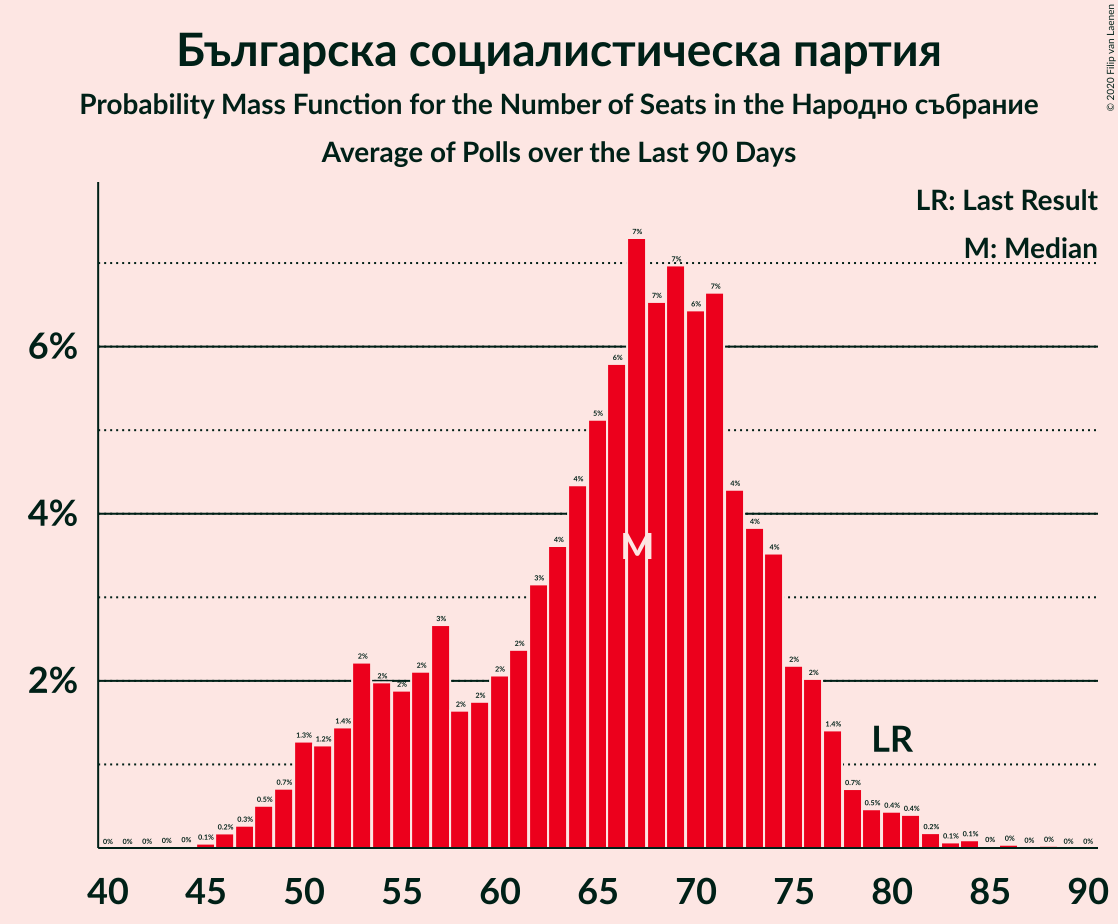 Българска социалистическа партия
Probability Mass Function for the Number of Seats in the Народно събрание
Average of Polls over the Last 90 Days
© 2020 Filip van Laenen
LR: Last Result
M: Median
6%
4%
2%
0% 0% 0% 0% 0% 0.1% 0.2% 0.3% 0.5% 0.7% 1.3% 1.2% 1.4% 2% 2% 2% 2% 3% 2% 2% 2% 2% 3% 4% 4% 5% 6% 7% 7% 7% 6% 7% 4% 4% 4% 2% 2% 1.4% 0.7% 0.5% 0.4% 0.4% 0.2% 0.1% 0.1% 0% 0% 0% 0% 0% 0%
M
LR
40 45 50 55 60 65 70 75 80 85 90